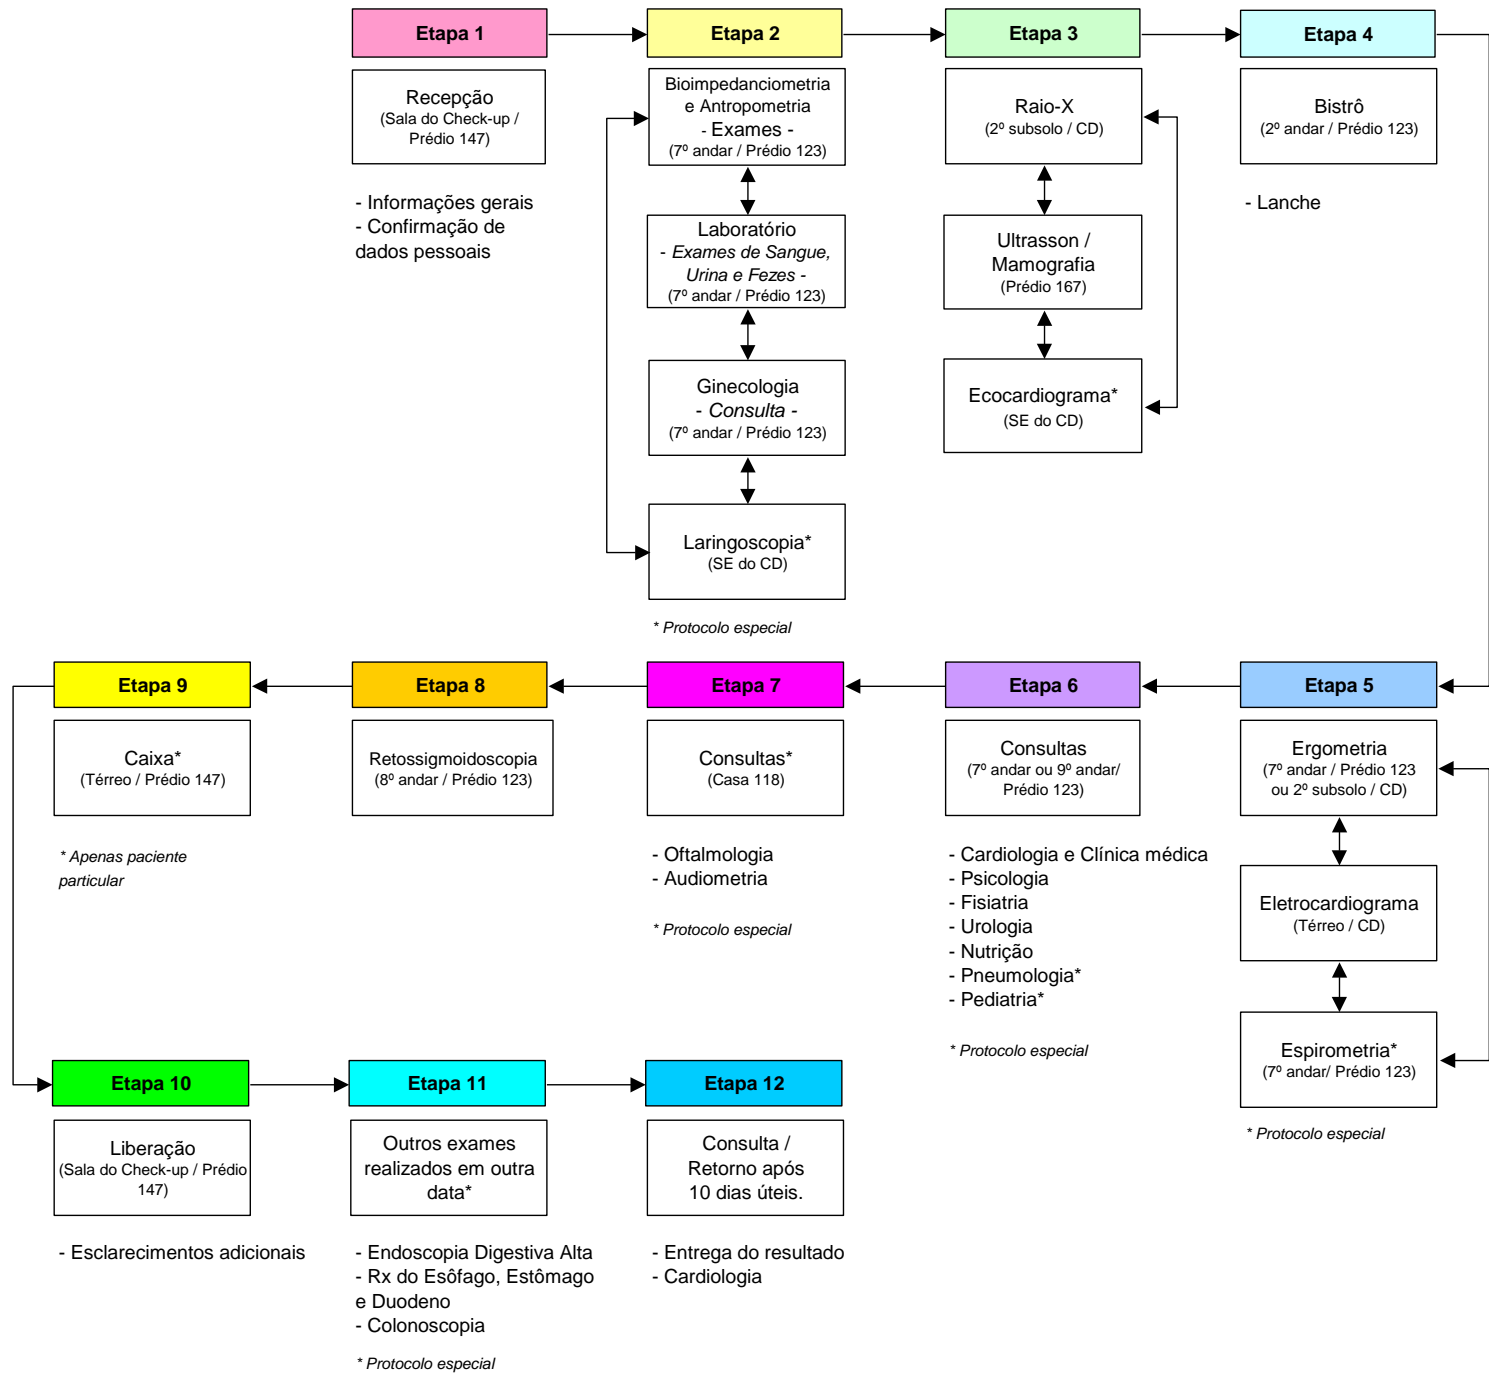 Etapa 1
Recepção
(Sala do Check-up /
Prédio 147)
- Informações gerais
- Confirmação de
dados pessoais
Etapa 2
Bioimpedanciometria
e Antropometria
- Exames -
(7º andar / Prédio 123)
Laboratório
- Exames de Sangue,
Urina e Fezes -
(7º andar / Prédio 123)
Ginecologia
- Consulta -
(7º andar / Prédio 123)
Laringoscopia*
(SE do CD)
* Protocolo especial
Etapa 3
Raio-X
(2º subsolo / CD)
Ultrasson /
Mamografia
(Prédio 167)
Ecocardiograma*
(SE do CD)
Etapa 4
Bistrô
(2º andar / Prédio 123)
- Lanche
Etapa 5
Ergometria
(7º andar / Prédio 123
ou 2º subsolo / CD)
Eletrocardiograma
(Térreo / CD)
Espirometria*
(7º andar/ Prédio 123)
* Protocolo especial
Etapa 6
Consultas
(7º andar ou 9º andar/
Prédio 123)
- Cardiologia e Clínica médica
- Psicologia
- Fisiatria
- Urologia
- Nutrição
- Pneumologia*
- Pediatria*
* Protocolo especial
Etapa 7
Consultas*
(Casa 118)
- Oftalmologia
- Audiometria
* Protocolo especial
Etapa 8
Retossigmoidoscopia
(8º andar / Prédio 123)
Etapa 9
Caixa*
(Térreo / Prédio 147)
* Apenas paciente
particular
Etapa 10
Liberação
(Sala do Check-up / Prédio
147)
- Esclarecimentos adicionais
Etapa 11
Outros exames
realizados em outra
data*
- Endoscopia Digestiva Alta
- Rx do Esôfago, Estômago
e Duodeno
- Colonoscopia
* Protocolo especial
Etapa 12
Consulta /
Retorno após
10 dias úteis.
- Entrega do resultado
- Cardiologia